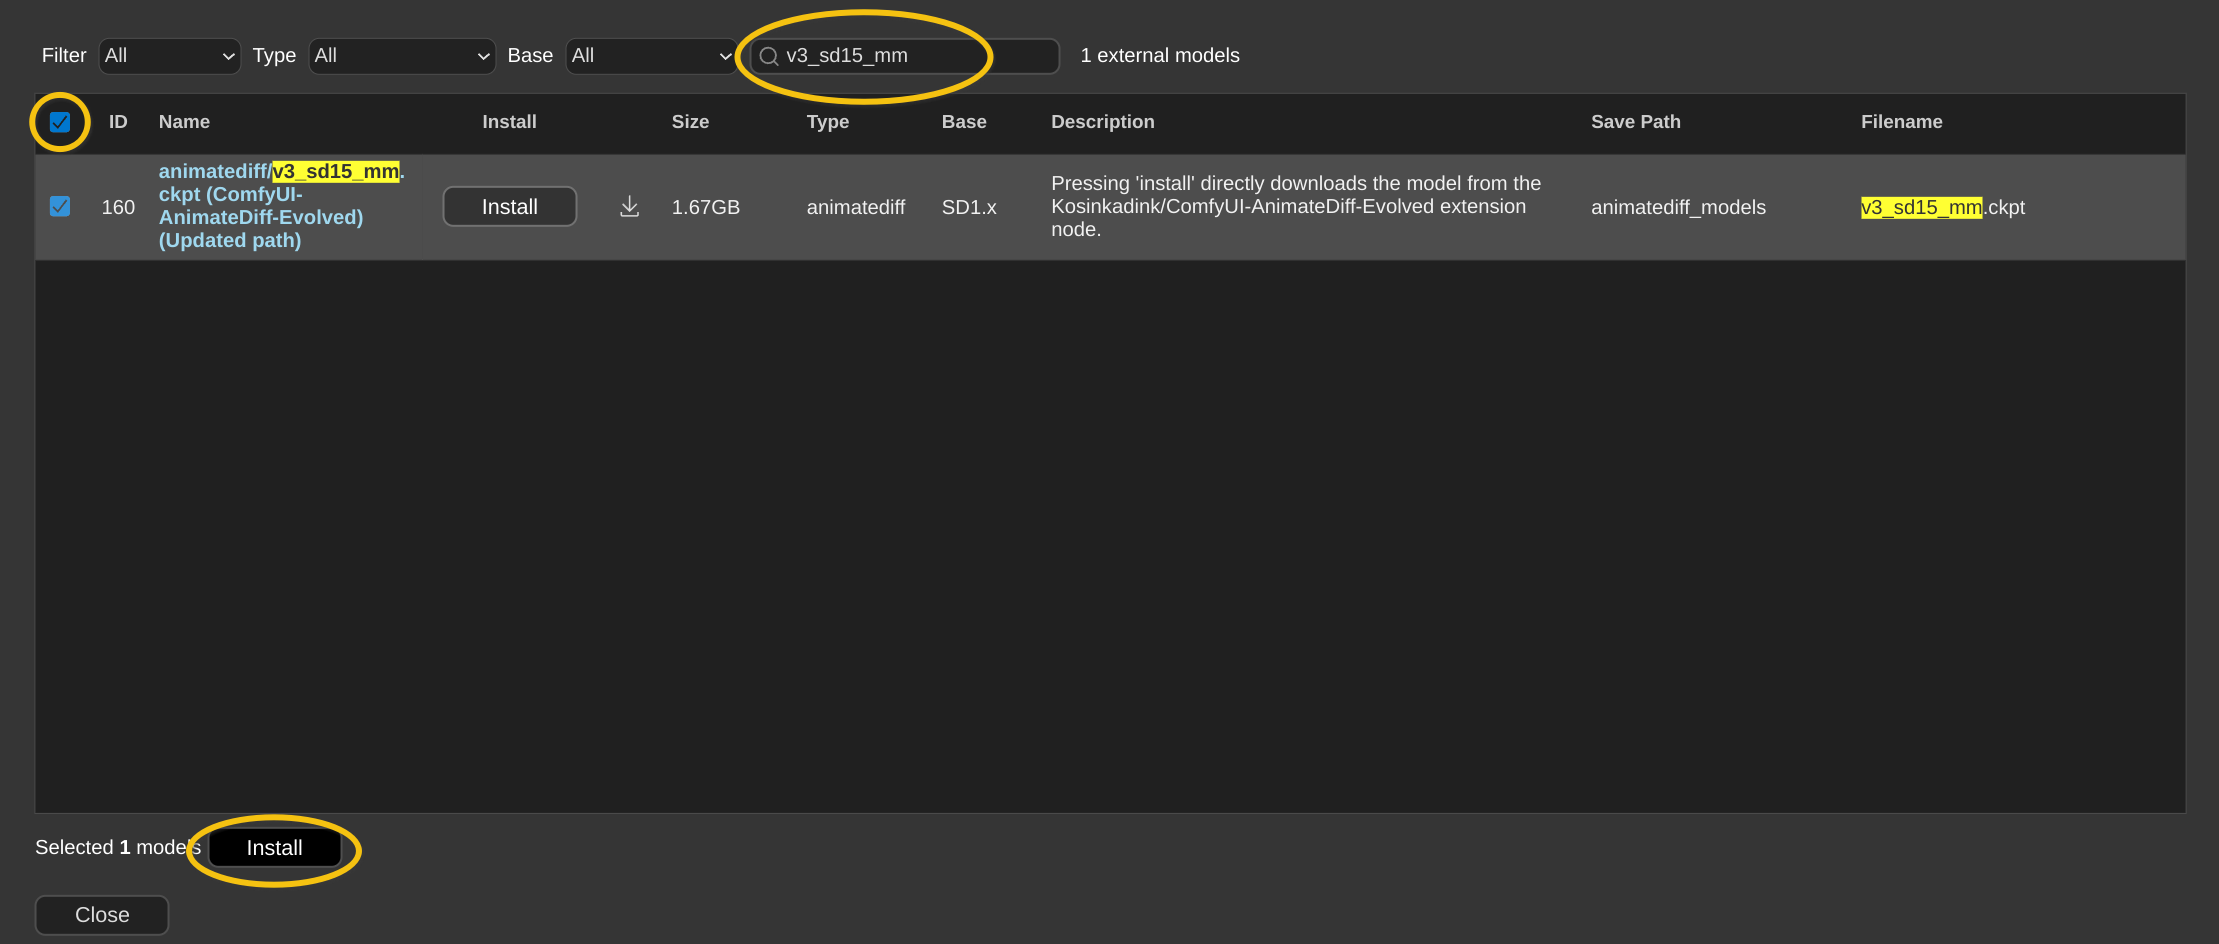 Filter All Type All Base All v3_sd15_mm 1 external models
ID Name Install Size Type Base Description Save Path Filename
animatediff/v3_sd15_mm.
ckpt (ComfyUI-
AnimateDiff-Evolved)
(Updated path)
160 Install 1.67GB animatediff SD1.x
Pressing 'install' directly downloads the model from the
Kosinkadink/ComfyUI-AnimateDiff-Evolved extension
node.
animatediff_models v3_sd15_mm.ckpt
Selected 1 models Install
Close